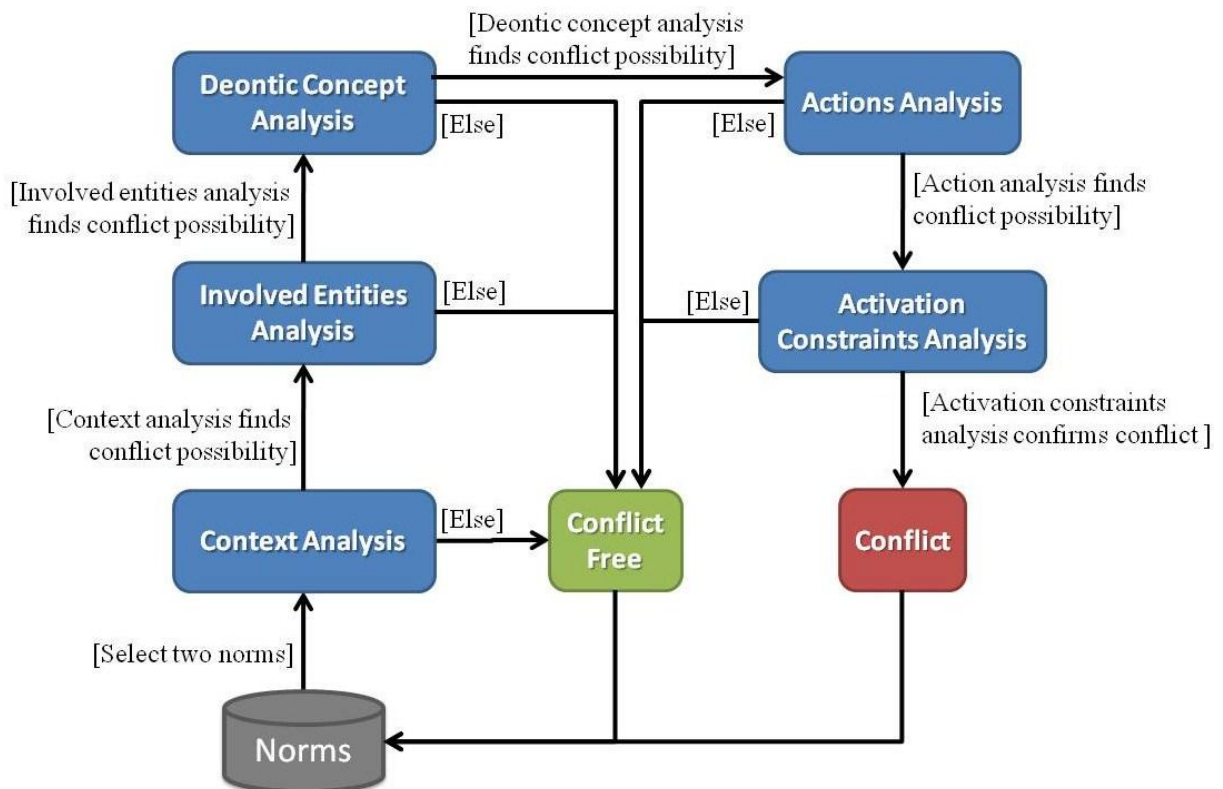 [Deontic concept analysis
finds conflict possibility]
Deontic Concept
Analysis
[Else]
Actions Analysis
[Else]
[Involved entities analysis
finds conflict possibility]
[Action analysis finds
conflict possibility]
Involved Entities
Analysis
[Else]
[Else]
Activation
Constraints Analysis
[Context analysis finds
conflict possibility]
[Activation constraints
analysis confirms conflict ]
Context Analysis
[Else]
Conflict
Free
Conflict
[Select two norms]
Norms